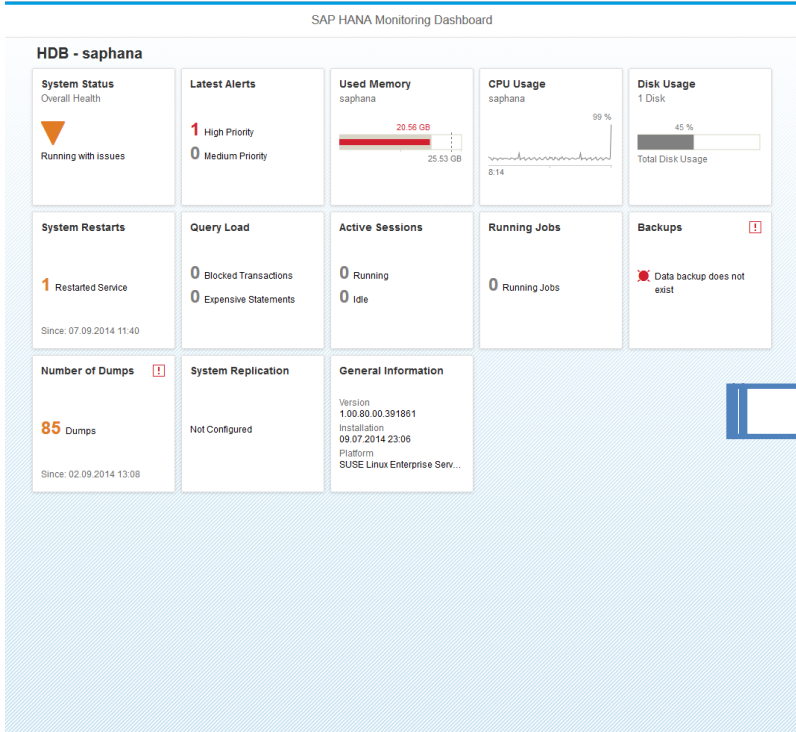 SAP HANA Monitoring Dashboard
HDB - saphana
System Status
Overall Health
Running with issues
Latest Alerts
1 High Priority
0 Medium Priority
Used Memory
saphana
20.56 GB
25.53 GB
CPU Usage
saphana
99 %
8:14
Disk Usage
1 Disk
45 %
Total Disk Usage
System Restarts
1 Restarted Service
Since: 07.09.2014 11:40
Query Load
0 Blocked Transactions
0 Expensive Statements
Active Sessions
0 Running
0 Idle
Running Jobs
0 Running Jobs
Backups
!
Data backup does not
exist
Number of Dumps
!
85 Dumps
Since: 02.09.2014 13:08
System Replication
Not Configured
General Information
Version
1.00.80.00.391861
Installation
09.07.2014 23:06
Platform
SUSE Linux Enterprise Serv...